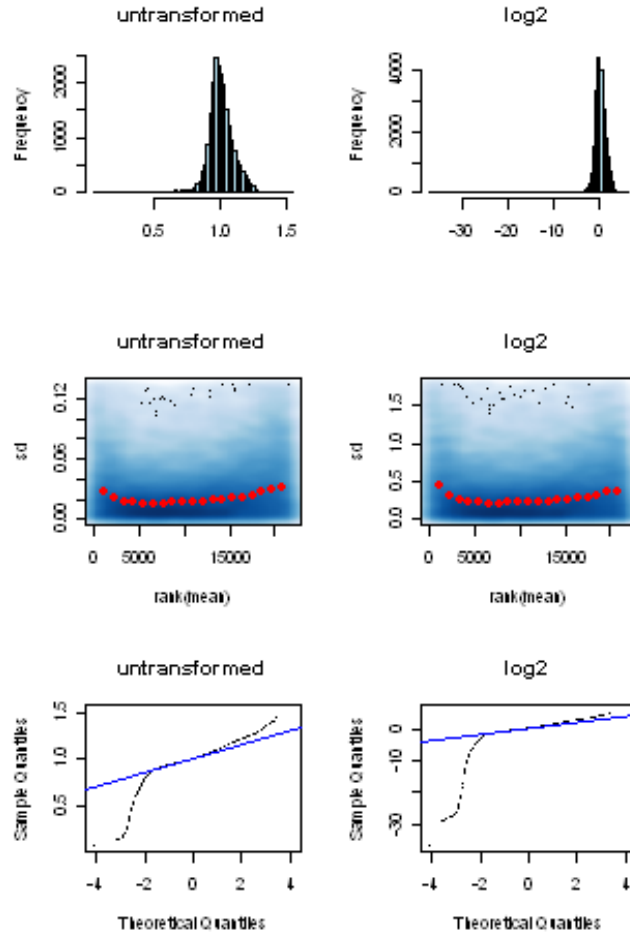 untransformed log2
Frequency
0 1000 2000
0.5 1.0 1.5
Frequency
0 2000 4000
-30 -20 -10 0
untransformed log2
sd
0.00 0.06 0.12
0 5000 15000
rank(mean)
sd
0.0 0.5 1.0 1.5
0 5000 15000
rank(mean)
untransformed log2
Sample Quantiles
0.5 1.0 1.5
-4 -2 0 2 4
Theoretical Quantiles
Sample Quantiles
-30 -10 0
-4 -2 0 2 4
Theoretical Quantiles